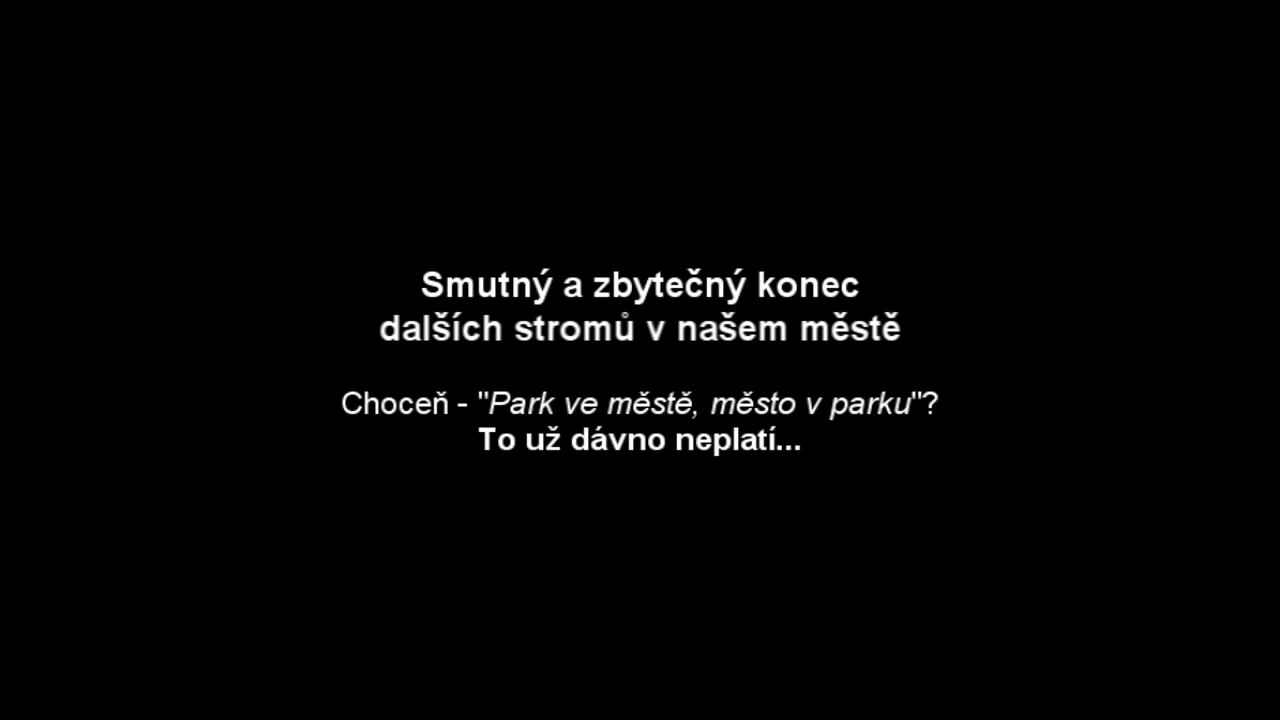 Smutný a zbytečný konec
dalších stromů v našem městě
Choceň - "Park ve městě, město v parku"?
To už dávno neplatí...